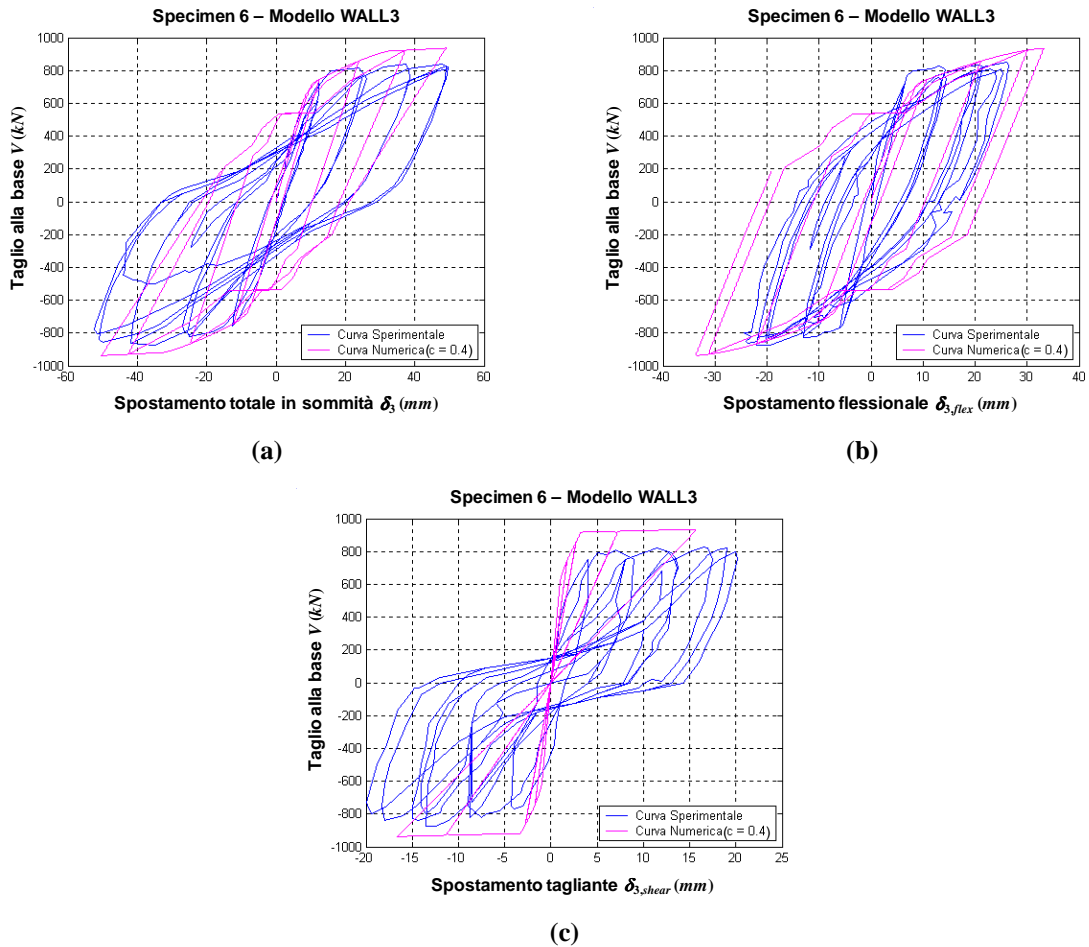 Specimen 6 – Modello WALL3
1000
800
600
400
200
0
-200
-400
-600
-800
-1000
-60 -40 -20 0 20 40 60
Taglio alla base V (kN)
Curva Sperimentale
Curva Numerica (c = 0.4)
Spostamento totale in sommità δ3 (mm)
(a)
Specimen 6 – Modello WALL3
1000
800
600
400
200
0
-200
-400
-600
-800
-1000
-40 -30 -20 -10 0 10 20 30 40
Taglio alla base V (kN)
Curva Sperimentale
Curva Numerica (c = 0.4)
Spostamento flessionale δ3,flex (mm)
(b)
Specimen 6 – Modello WALL3
1000
800
600
400
200
0
-200
-400
-600
-800
-1000
-20 -15 -10 -5 0 5 10 15 20 25
Taglio alla base V (kN)
Curva Sperimentale
Curva Numerica (c = 0.4)
Spostamento tagliante δ3,shear (mm)
(c)